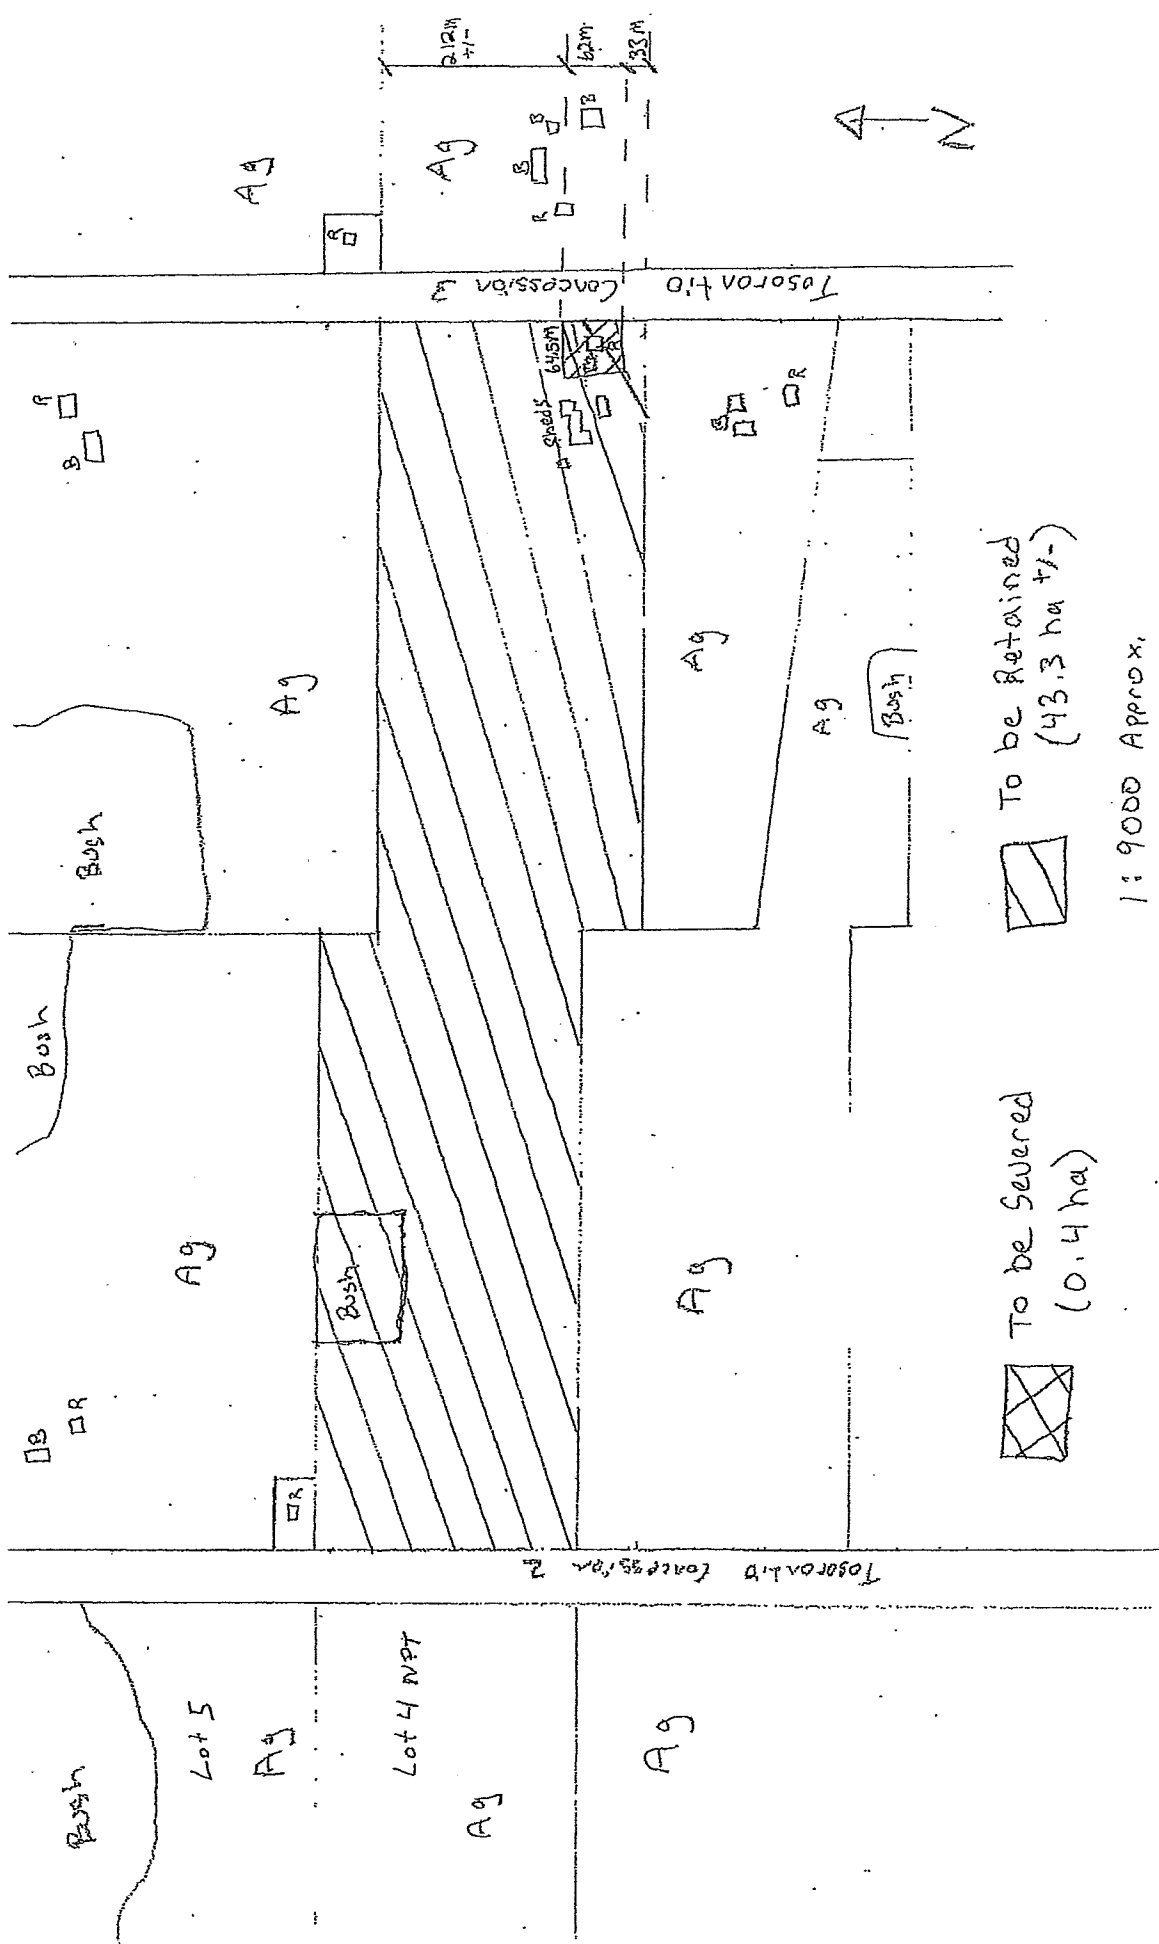 Bush
B
R
R
B
Bush
Bush
Lot 5
Ag
Ag
Ag
Ag
R
R
Bush
Lot 4 NPT
Ag
Ag
212m
+/-
Tosorontio Concession 2
Tosorontio Concession 3
sheds
64.5m
R
B
B
B
62m
33m
Ag
Ag
Ag
B
R
Ag
Bush
N
To be Severed
(0.4 ha)
To be Retained
(43.3 ha +/-)
1:9000 Approx.